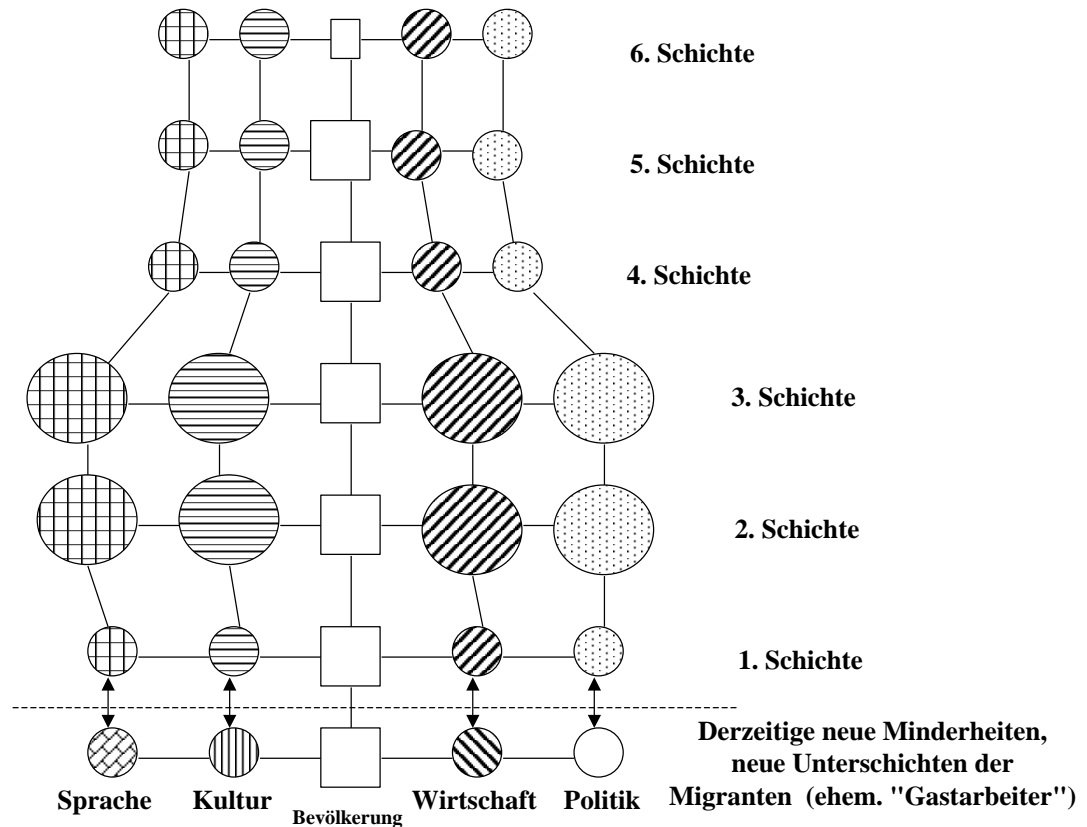 6. Schichte
5. Schichte
4. Schichte
3. Schichte
2. Schichte
1. Schichte
Derzeitige neue Minderheiten,
neue Unterschichten der
Migranten (ehem. "Gastarbeiter")
Sprache Kultur Bevölkerung Wirtschaft Politik